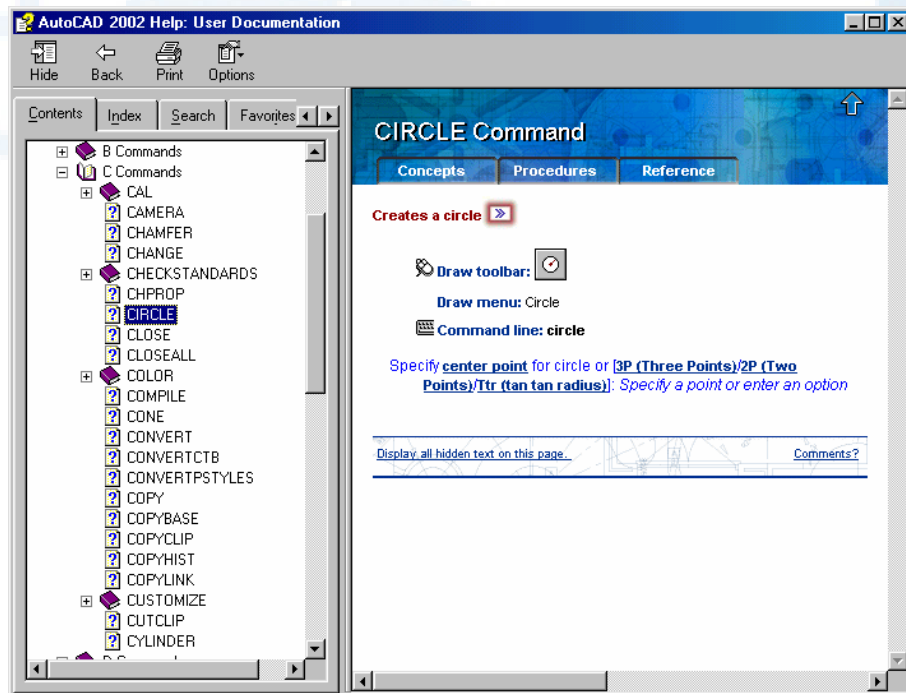 AutoCAD 2002 Help: User Documentation
Hide Back Print Options
Contents Index Search Favorites
B Commands
C Commands
CAL
CAMERA
CHAMFER
CHANGE
CHECKSTANDARDS
CHPROP
CIRCLE
CLOSE
CLOSEALL
COLOR
COMPILE
CONE
CONVERT
CONVERTCTB
CONVERTPSTYLES
COPY
COPYBASE
COPYCLIP
COPYHIST
COPYLINK
CUSTOMIZE
CUTCLIP
CYLINDER
CIRCLE Command
Concepts Procedures Reference
Creates a circle
Draw toolbar:
Draw menu: Circle
Command line: circle
Specify center point for circle or [3P (Three Points)/2P (Two
Points)/Ttr (tan tan radius)]: Specify a point or enter an option
Display all hidden text on this page. Comments?